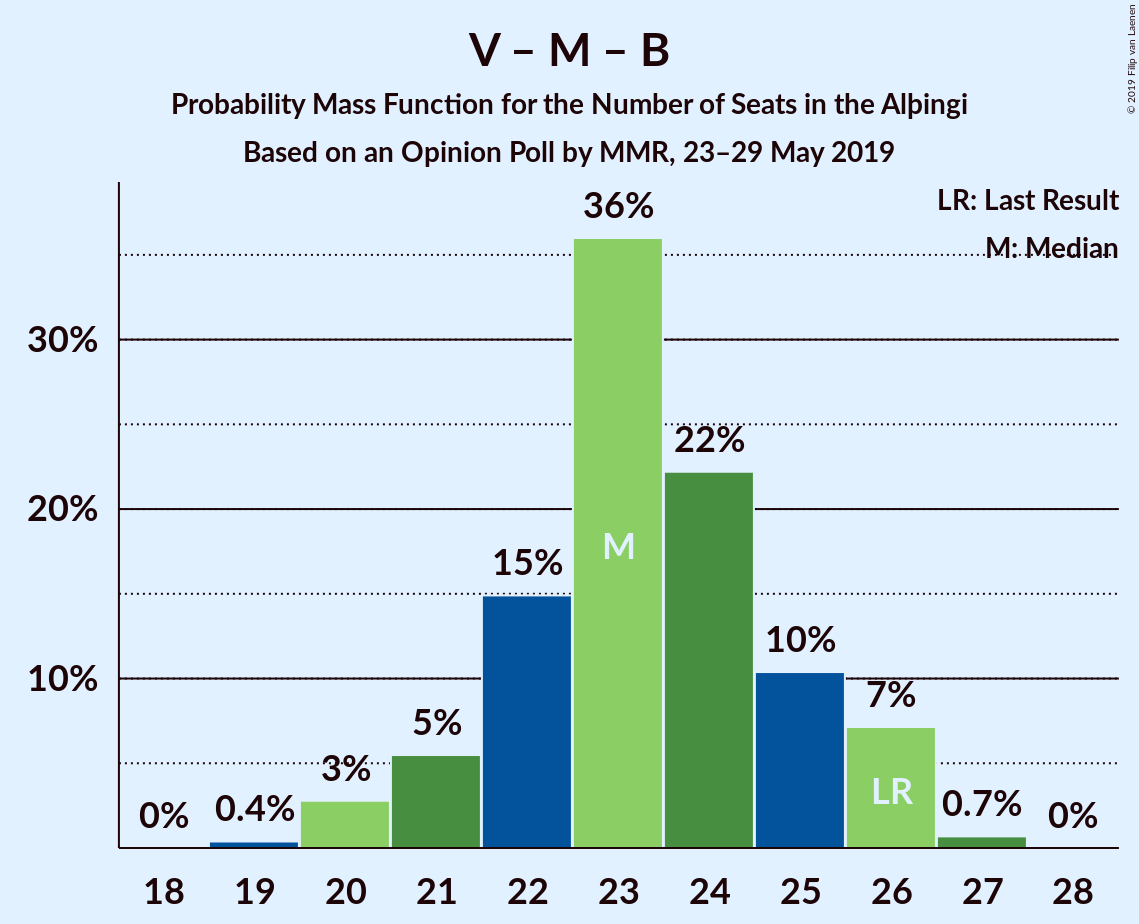 V – M – B
Probability Mass Function for the Number of Seats in the Alþingi
Based on an Opinion Poll by MMR, 23–29 May 2019
© 2019 Filip van Laenen
LR: Last Result
M: Median
36%
30%
22%
20%
M
15%
10%
10%
7%
5%
3%
LR
0%
0.4%
0.7%
0%
18 19 20 21 22 23 24 25 26 27 28